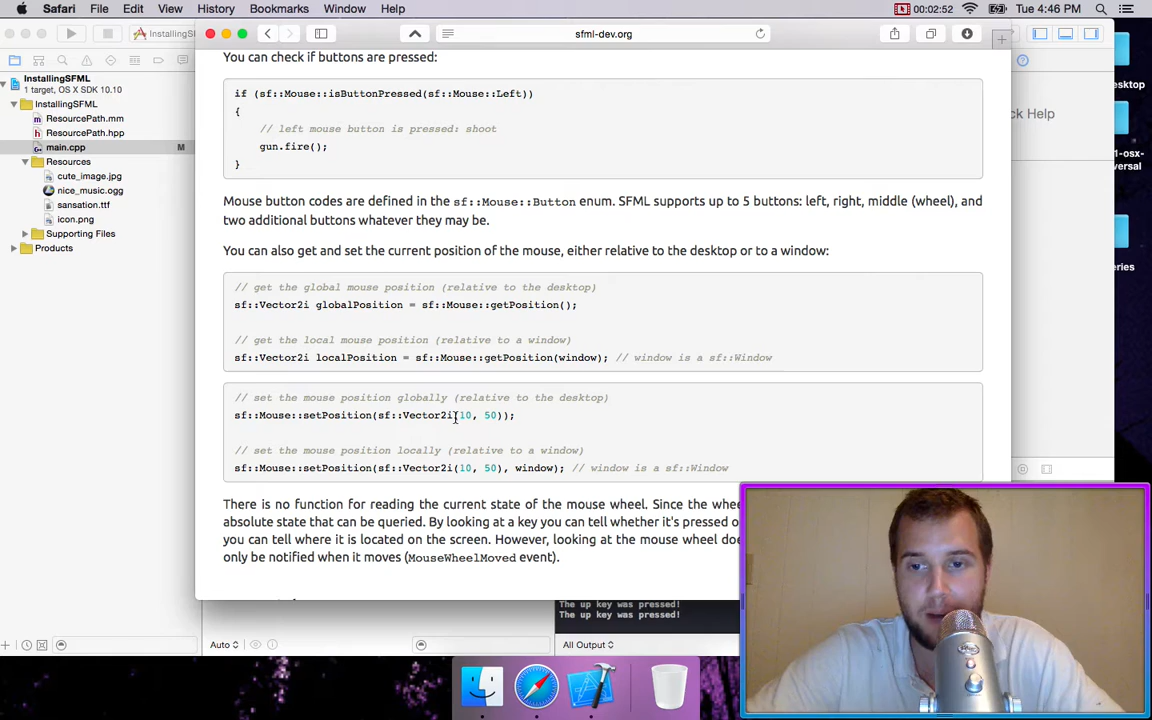 Safari File Edit View History Bookmarks Window Help 00:02:52 Tue 4:46 PM
InstallingSF
sfml-dev.org
InstallingSFML
1 target, OS X SDK 10.10
InstallingSFML
ResourcePath.mm
ResourcePath.hpp
main.cpp M
Resources
cute_image.jpg
nice_music.ogg
sansation.ttf
icon.png
Supporting Files
Products
You can check if buttons are pressed:
if (sf::Mouse::isButtonPressed(sf::Mouse::Left))
{
// left mouse button is pressed: shoot
gun.fire();
}
Mouse button codes are defined in the sf::Mouse::Button enum. SFML supports up to 5 buttons: left, right, middle (wheel), and
two additional buttons whatever they may be.
You can also get and set the current position of the mouse, either relative to the desktop or to a window:
// get the global mouse position (relative to the desktop)
sf::Vector2i globalPosition = sf::Mouse::getPosition();
// get the local mouse position (relative to a window)
sf::Vector2i localPosition = sf::Mouse::getPosition(window); // window is a sf::Window
// set the mouse position globally (relative to the desktop)
sf::Mouse::setPosition(sf::Vector2i(10, 50));
// set the mouse position locally (relative to a window)
sf::Mouse::setPosition(sf::Vector2i(10, 50), window); // window is a sf::Window
There is no function for reading the current state of the mouse wheel. Since the whee
absolute state that can be queried. By looking at a key you can tell whether it's pressed o
you can tell where it is located on the screen. However, looking at the mouse wheel doe
only be notified when it moves (MouseWheelMoved event).
The up key was pressed!
The up key was pressed!
Auto
All Output
ck Help
esktop
1-osx-
versal
eries